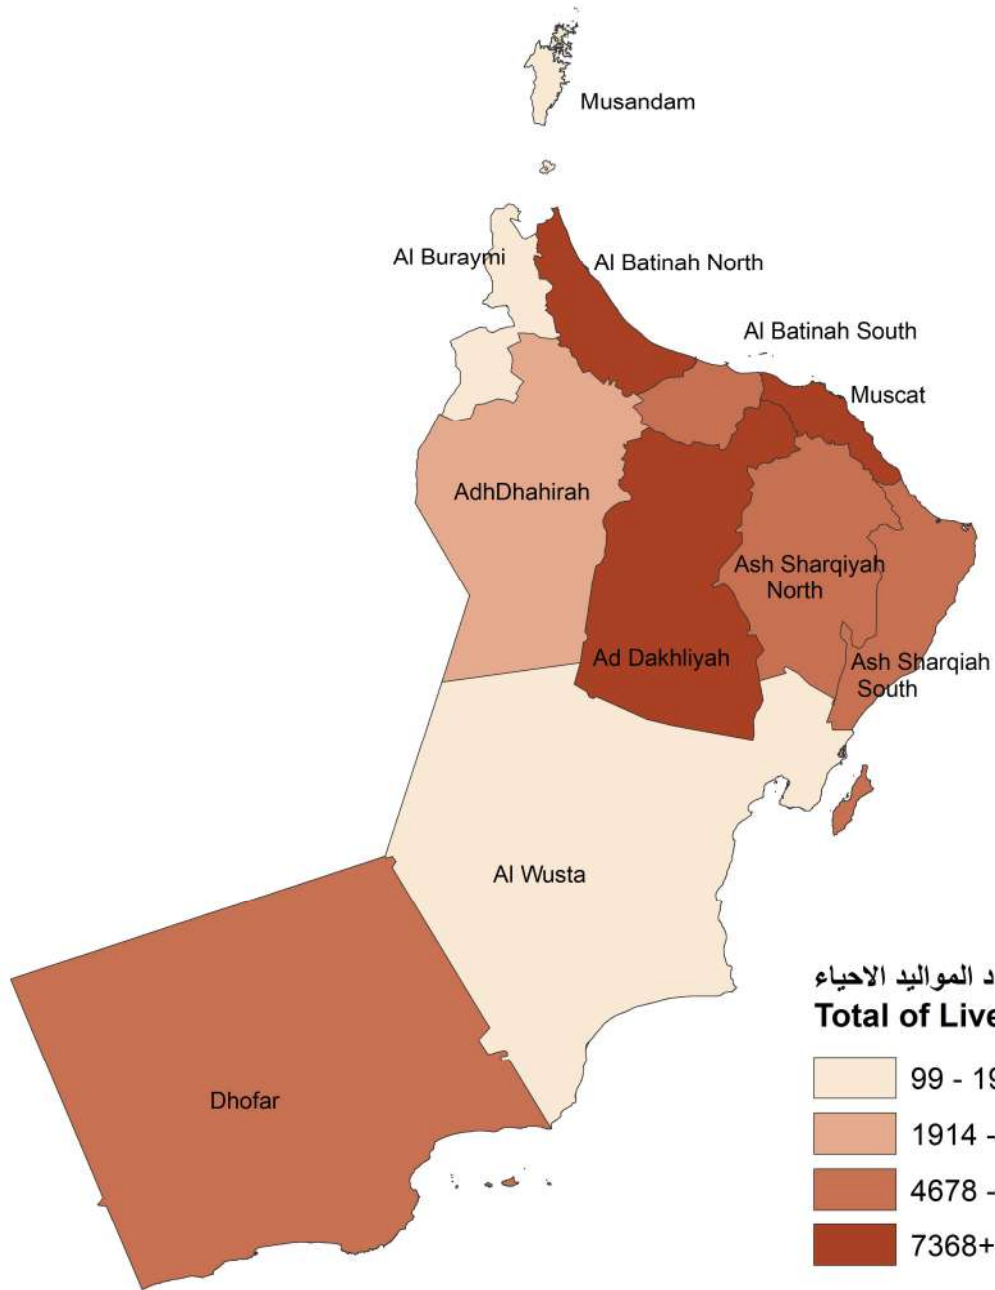 Musandam
Al Buraymi
Al Batinah North
Al Batinah South
Muscat
AdhDhahirah
Ash Sharqiyah
North
Ad Dakhliyah
Ash Sharqiah
South
Al Wusta
Dhofar
د المواليد الاحياء
Total of Live
99 - 19
1914 -
4678 -
7368+